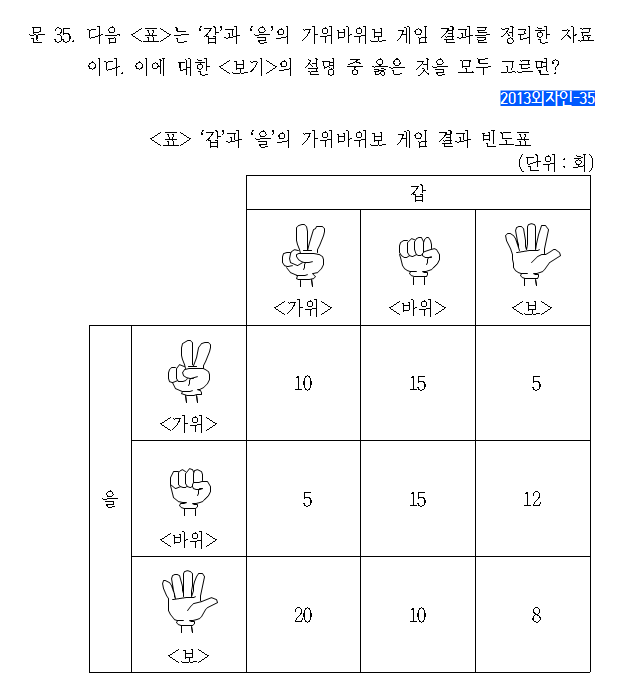 문 35. 다음 <표>는 ‘갑’과 ‘을’의 가위바위보 게임 결과를 정리한 자료
이다. 이에 대한 <보기>의 설명 중 옳은 것을 모두 고르면?
2013외자인-35
<표> ‘갑’과 ‘을’의 가위바위보 게임 결과 빈도표
(단위 : 회)
갑
<가위> <바위> <보>
을
<가위> 10 15 5
<바위> 5 15 12
<보> 20 10 8